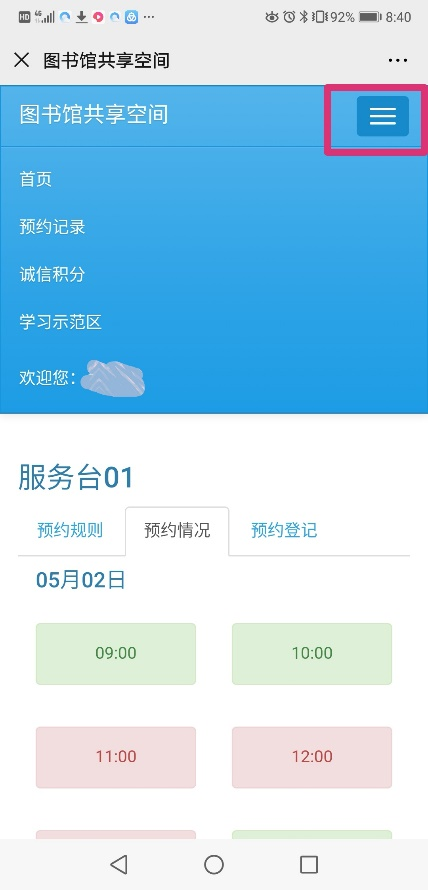 HD 4G 92% 8:40
图书馆共享空间
图书馆共享空间
首页
预约记录
诚信积分
学习示范区
欢迎您:
服务台01
预约规则 预约情况 预约登记
05月02日
09:00 10:00
11:00 12:00